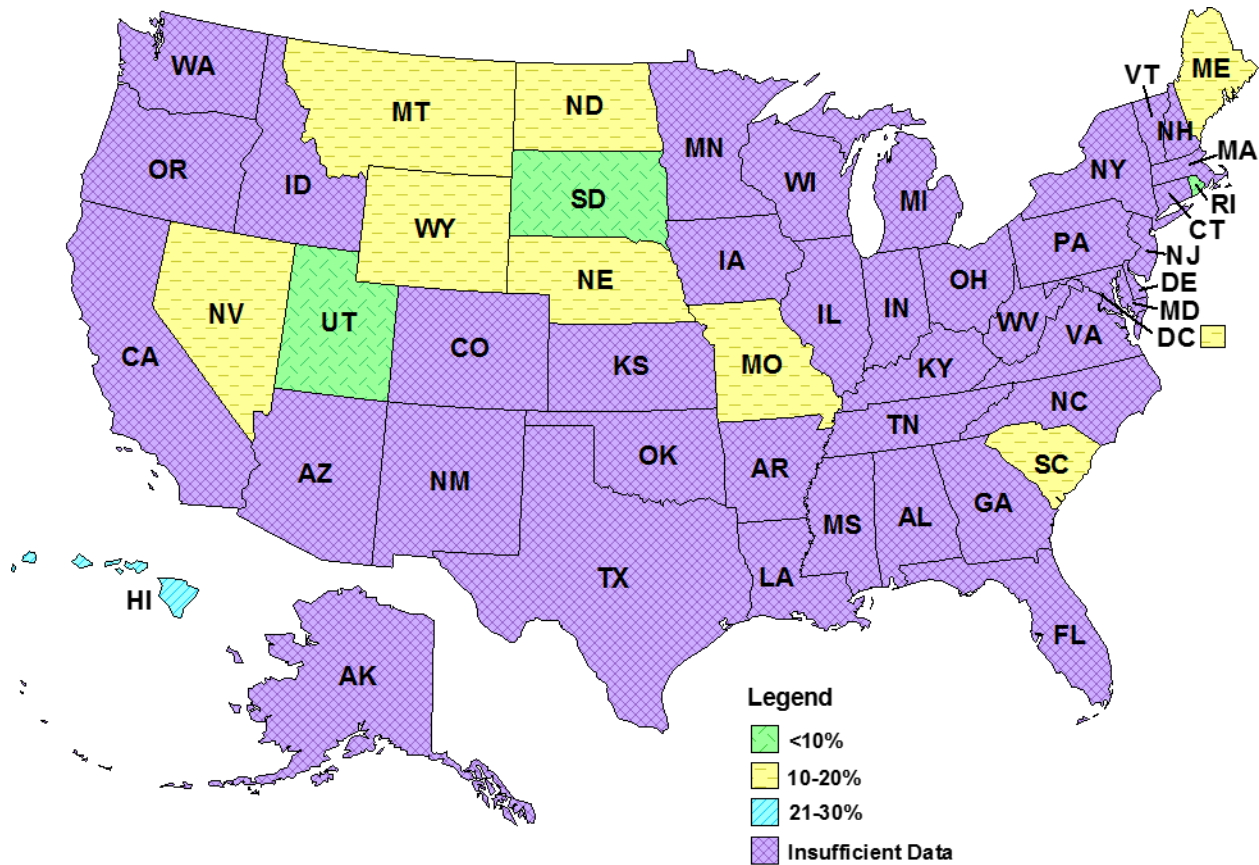 WA
MT
ND
MN
VT
ME
NH
MA
OR
ID
SD
WI
MI
NY
RI
CT
WY
IA
PA
NJ
NE
OH
DE
NV
UT
IL
IN
MD
WV
VA
DC
CA
CO
KS
MO
KY
NC
TN
AZ
NM
OK
AR
SC
MS
AL
GA
TX
LA
HI
FL
AK
Legend
<10%
10-20%
21-30%
Insufficient Data